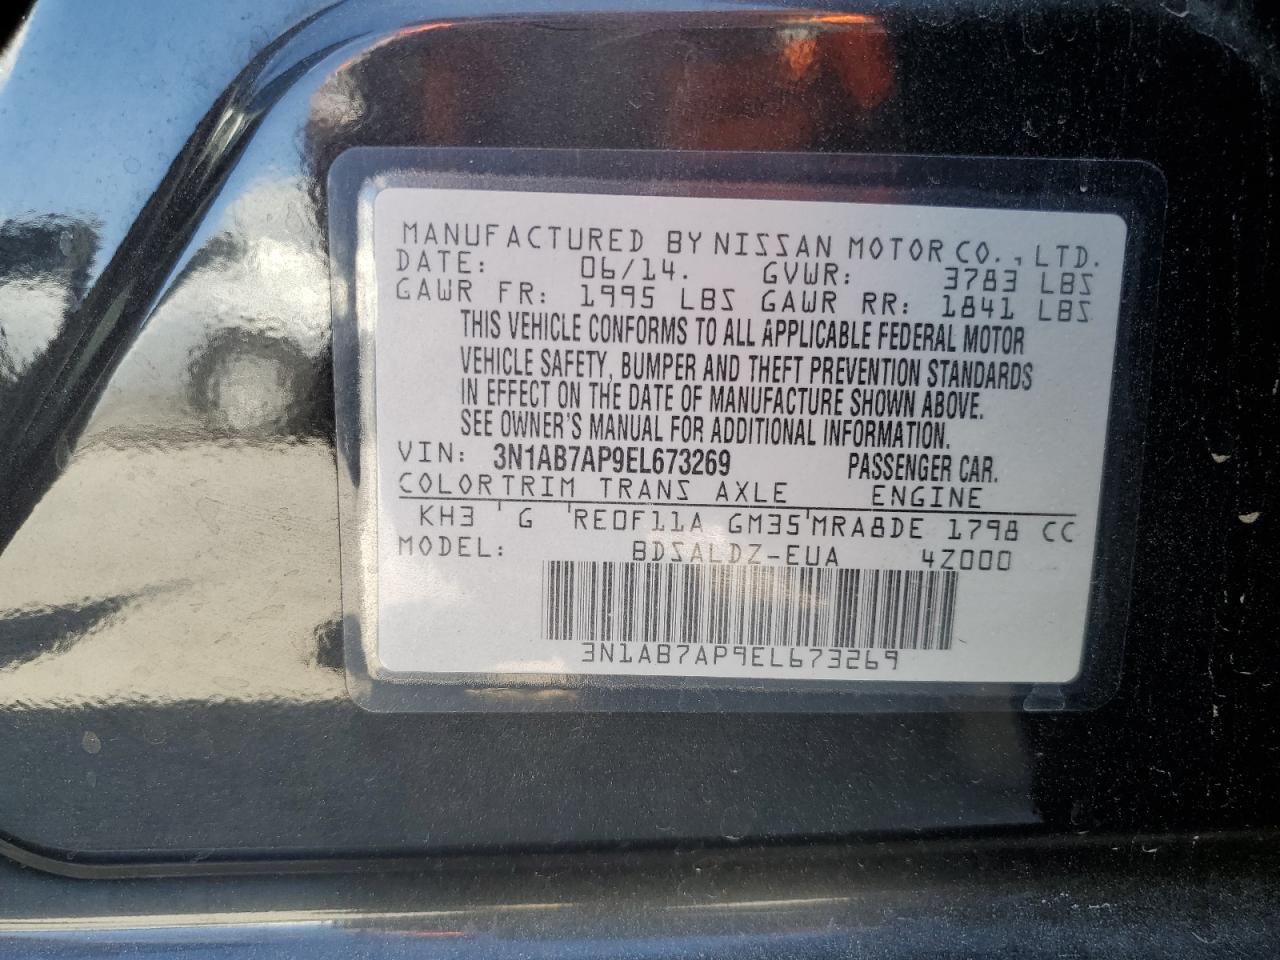 MANUFACTURED BY NISSAN MOTOR CO., LTD.
DATE: 06/14. GVWR: 3783 LBS
GAWR FR: 1995 LBS GAWR RR: 1841 LBS
THIS VEHICLE CONFORMS TO ALL APPLICABLE FEDERAL MOTOR
VEHICLE SAFETY, BUMPER AND THEFT PREVENTION STANDARDS
IN EFFECT ON THE DATE OF MANUFACTURE SHOWN ABOVE.
SEE OWNER'S MANUAL FOR ADDITIONAL INFORMATION.
VIN: 3N1AB7AP9EL673269 PASSENGER CAR.
COLORTRIM TRANS AXLE ENGINE
KH3 ' G 'RE0F11A GM35'MRA8DE 1798 CC
MODEL: BDSALDZ-EUA 4Z000
3N1AB7AP9EL673269